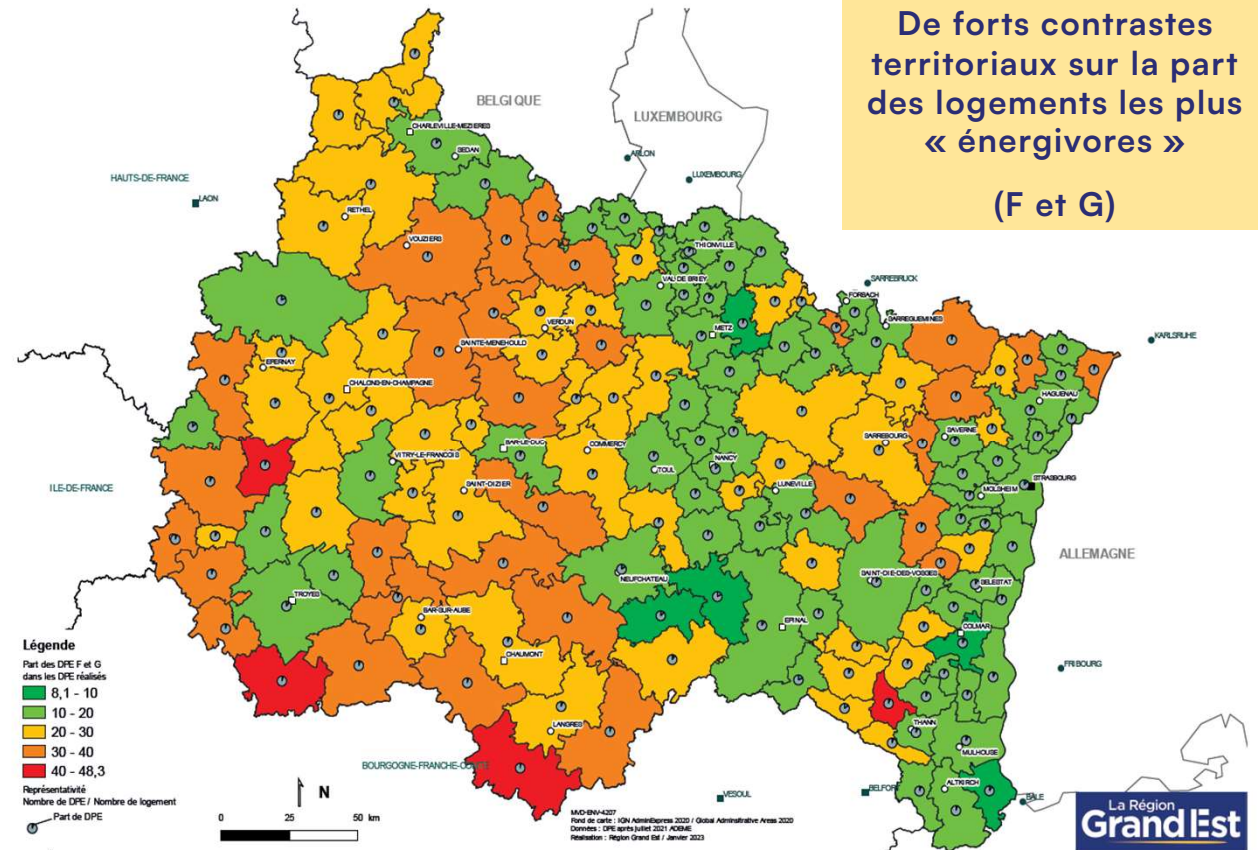 De forts contrastes
territoriaux sur la part
des logements les plus
« énergivores »
(F et G)
BELGIQUE
LUXEMBOURG
CHARLEVILLE-MEZIERES
SEDAN
ARLON
LUXEMBOURG
HAUTS-DE-FRANCE
LAON
RETHEL
VOUZIERS
THIONVILLE
VAL DE BRIEY
SARREBRUCK
FORBACH
SARREGUEMINES
VERDUN
METZ
KARLSRUHE
SAINTE-MENEHOULD
EPERNAY
CHALONS-EN-CHAMPAGNE
HAGUENAU
SAVERNE
SARREBOURG
BAR-LE-DUC
COMMERCY
VITRY-LE-FRANCOIS
TOUL
NANCY
ILE-DE-FRANCE
SAINT-DIZIER
LUNEVILLE
STRASBOURG
MOLSHEIM
ALLEMAGNE
NEUFCHATEAU
SAINT-DIE-DES-VOSGES
SELESTAT
TROYES
BAR-SUR-AUBE
EPINAL
COLMAR
CHAUMONT
FRIBOURG
LANGRES
THANN
MULHOUSE
BOURGOGNE-FRANCHE-COMTE
ALTKIRCH
VESOUL
BELFORT
BALE
Légende
Part des DPE F et G
dans les DPE réalisés
8,1 - 10
10 - 20
20 - 30
30 - 40
40 - 48,3
Représentativité
Nombre de DPE / Nombre de logement
Part de DPE
N
0 25 50 km
MVD-ENV-4207
Fond de carte : IGN AdminExpress 2020 / Global Adminsitrative Areas 2020
Données : DPE après juillet 2021 ADEME
Réalisation : Région Grand Est / Janvier 2023
La Région
Grand Est